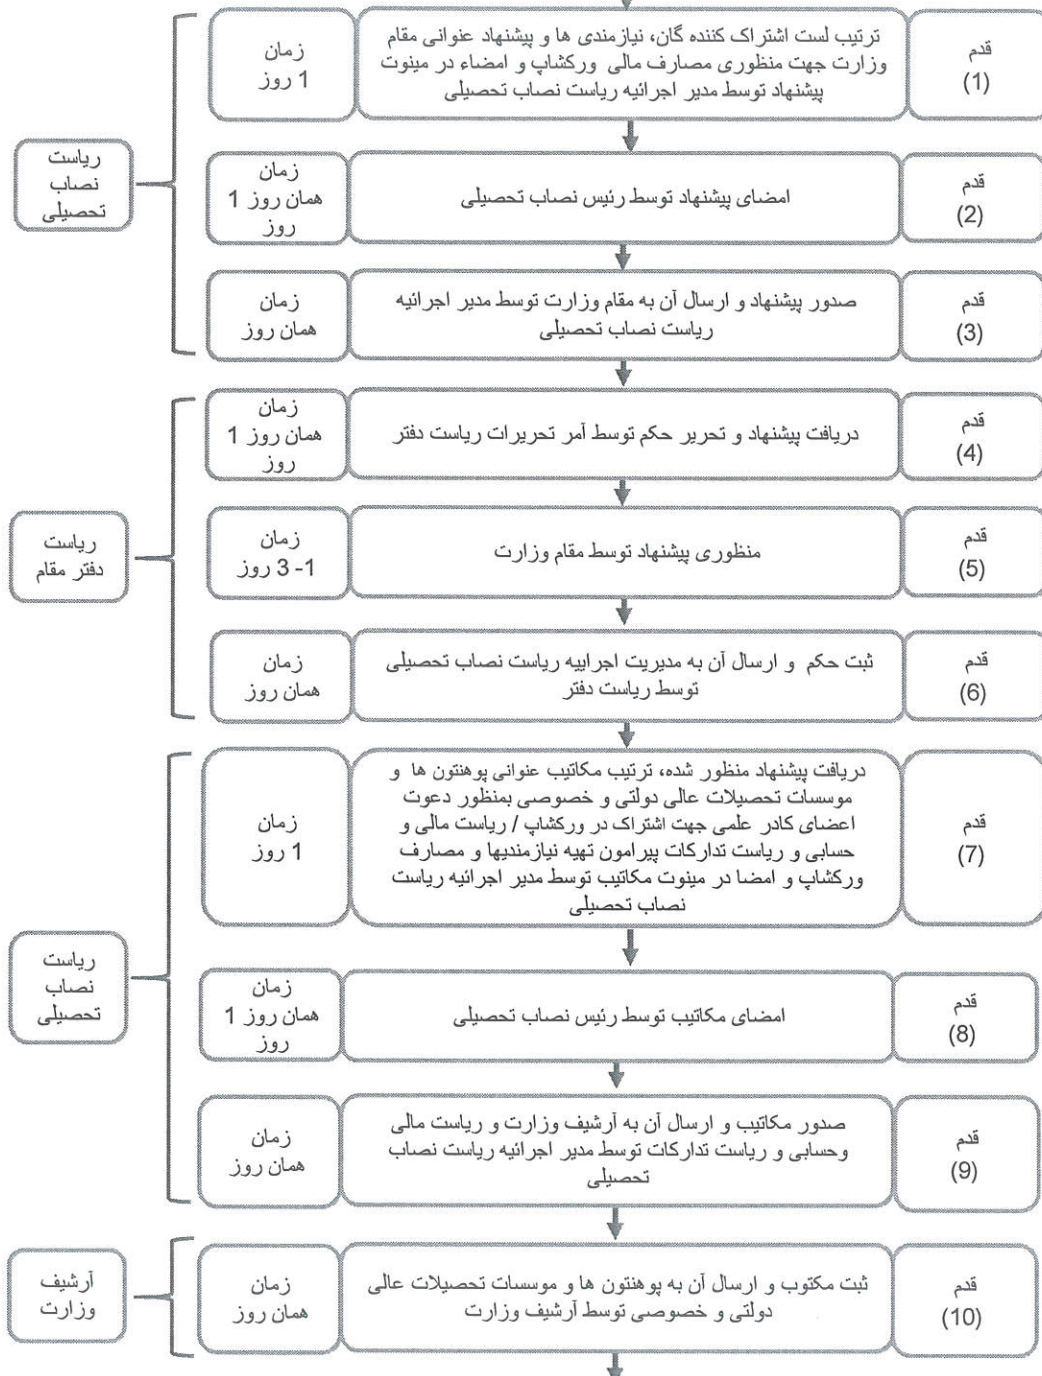 قدم
(1)
ترتیب لست اشتراک کننده گان، نیازمندی ها و پیشنهاد عنوانی مقام
وزارت جهت منظوری مصارف مالی ورکشاپ و امضاء در مینوت
پیشنهاد توسط مدیر اجرائیه ریاست نصاب تحصیلی
زمان
1 روز
قدم
(2)
امضای پیشنهاد توسط رئیس نصاب تحصیلی
زمان
همان روز 1
روز
ریاست
نصاب
تحصیلی
قدم
(3)
صدور پیشنهاد و ارسال آن به مقام وزارت توسط مدیر اجرائیه
ریاست نصاب تحصیلی
زمان
همان روز
قدم
(4)
دریافت پیشنهاد و تحریر حکم توسط آمر تحریرات ریاست دفتر
زمان
همان روز 1
روز
قدم
(5)
منظوری پیشنهاد توسط مقام وزارت
زمان
1- 3 روز
ریاست
دفتر مقام
قدم
(6)
ثبت حکم و ارسال آن به مدیریت اجراییه ریاست نصاب تحصیلی
توسط ریاست دفتر
زمان
همان روز
قدم
(7)
دریافت پیشنهاد منظور شده، ترتیب مکاتیب عنوانی پوهنتون ها و
موسسات تحصیلات عالی دولتی و خصوصی بمنظور دعوت
اعضای کادر علمی جهت اشتراک در ورکشاپ / ریاست مالی و
حسابی و ریاست تدارکات پیرامون تهیه نیازمندیها و مصارف
ورکشاپ و امضا در مینوت مکاتیب توسط مدیر اجرائیه ریاست
نصاب تحصیلی
زمان
1 روز
ریاست
نصاب
تحصیلی
قدم
(8)
امضای مکاتیب توسط رئیس نصاب تحصیلی
زمان
همان روز 1
روز
قدم
(9)
صدور مکاتیب و ارسال آن به آرشیف وزارت و ریاست مالی
وحسابی و ریاست تدارکات توسط مدیر اجرائیه ریاست نصاب
تحصیلی
زمان
همان روز
قدم
(10)
ثبت مکتوب و ارسال آن به پوهنتون ها و موسسات تحصیلات عالی
دولتی و خصوصی توسط آرشیف وزارت
زمان
همان روز
آرشیف
وزارت